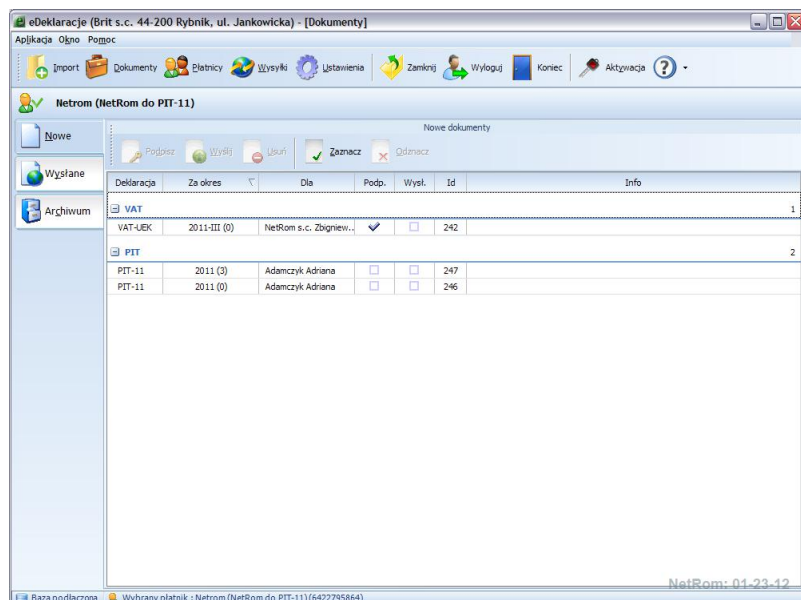 eDeklaracje (Brit s.c. 44-200 Rybnik, ul. Jankowicka) - [Dokumenty]
Aplikacja Okno Pomoc
Import Dokumenty Płatnicy Wysyłki Ustawienia Zamknij Wyloguj Koniec Aktywacja
Netrom (NetRom do PIT-11)
Nowe
Wysłane
Archiwum
Nowe dokumenty
Podpisz Wyślij Usuń Zaznacz Odznacz
Deklaracja Za okres Dla Podp. Wysł. Id Info
VAT 1
VAT-UEK 2011-III (0) NetRom s.c. Zbigniew.. 242
PIT 2
PIT-11 2011 (3) Adamczyk Adriana 247
PIT-11 2011 (0) Adamczyk Adriana 246
NetRom: 01-23-12
Baza podłączona Wybrany płatnik : Netrom (NetRom do PIT-11) (6422795864)